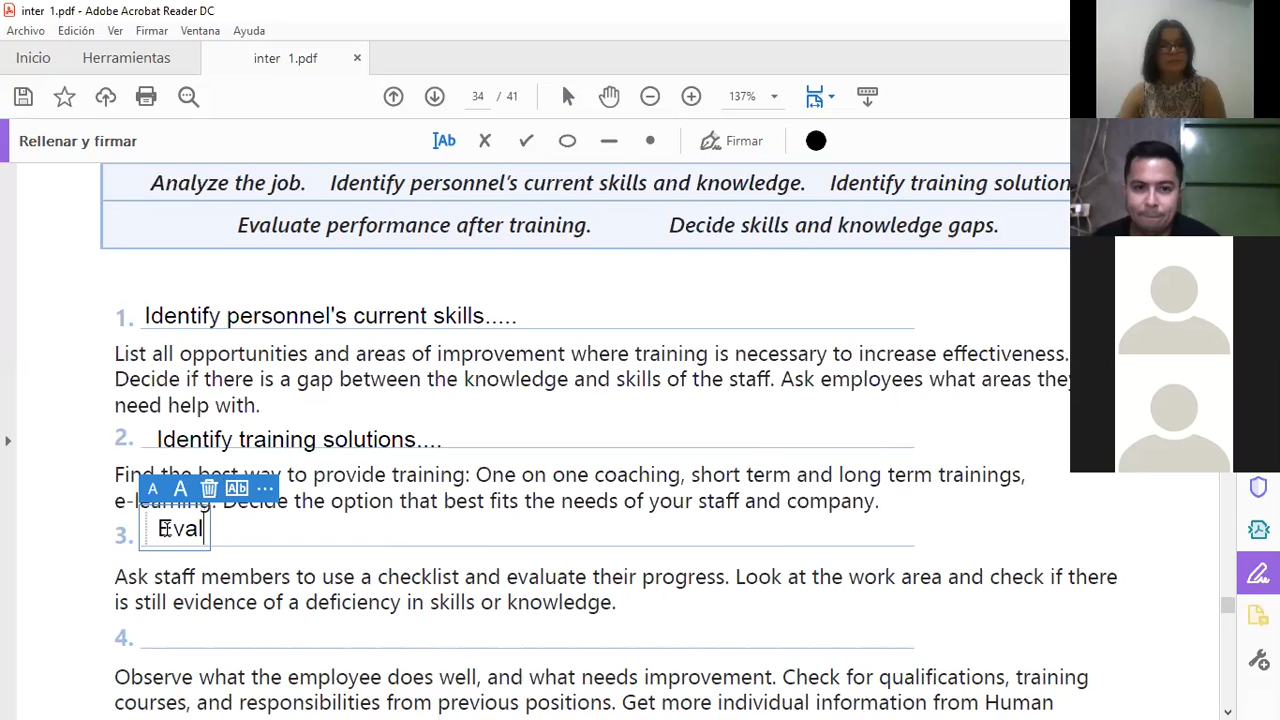 inter 1.pdf - Adobe Acrobat Reader DC
Archivo Edición Ver Firmar Ventana Ayuda
Inicio Herramientas inter 1.pdf ×
34 / 41 137%
Rellenar y firmar Ab Firmar
Analyze the job. Identify personnel's current skills and knowledge. Identify training solution
Evaluate performance after training. Decide skills and knowledge gaps.
1. Identify personnel's current skills.....
List all opportunities and areas of improvement where training is necessary to increase effectiveness.
Decide if there is a gap between the knowledge and skills of the staff. Ask employees what areas they
need help with.
2. Identify training solutions....
Find the best way to provide training: One on one coaching, short term and long term trainings,
A A Ab ...
e-learning. Decide the option that best fits the needs of your staff and company.
3. Eval
Ask staff members to use a checklist and evaluate their progress. Look at the work area and check if there
is still evidence of a deficiency in skills or knowledge.
4.
Observe what the employee does well, and what needs improvement. Check for qualifications, training
courses, and responsibilities from previous positions. Get more individual information from Human